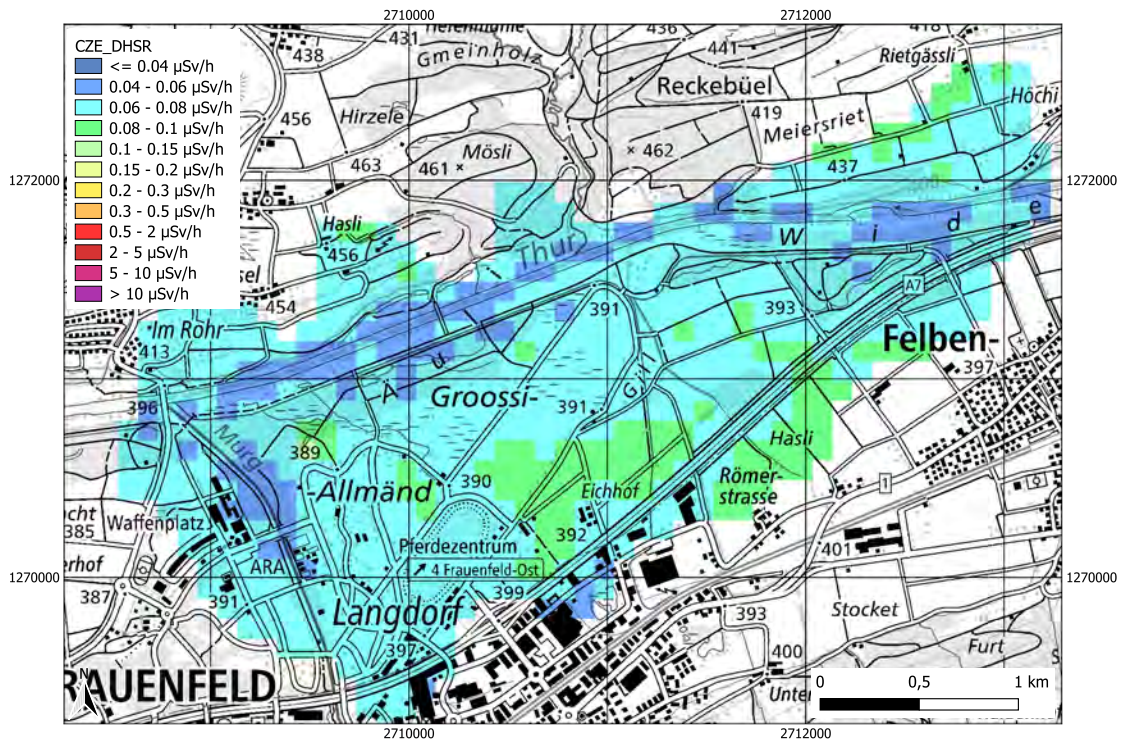 2710000
2712000
CZE_DHSR
<= 0.04 µSv/h
0.04 - 0.06 µSv/h
0.06 - 0.08 µSv/h
0.08 - 0.1 µSv/h
0.1 - 0.15 µSv/h
0.15 - 0.2 µSv/h
0.2 - 0.3 µSv/h
0.3 - 0.5 µSv/h
0.5 - 2 µSv/h
2 - 5 µSv/h
5 - 10 µSv/h
> 10 µSv/h
431
436
418
438
Gmeinholz
441
Rietgässli
Reckebüel
Höchi
456
Hirzele
419
Meiersriet
463
461
Mösli
462
437
1272000
1272000
Hasli
456
Thur
W i d e
454
A7
391
393
Im Rohr
413
Felben-
A u
Groossi-
Gril
397
396
391
Murg
389
Hasli
-Allmänd
390
Eichhof
Römer-
strasse
1
385
Waffenplatz
392
401
Pferdezentrum
ARA
4 Frauenfeld-Ost
1270000
1270000
387
391
399
393
Stocket
Langdorf
397
Furt
400
RAUENFELD
N
0
0,5
1 km
2710000
2712000